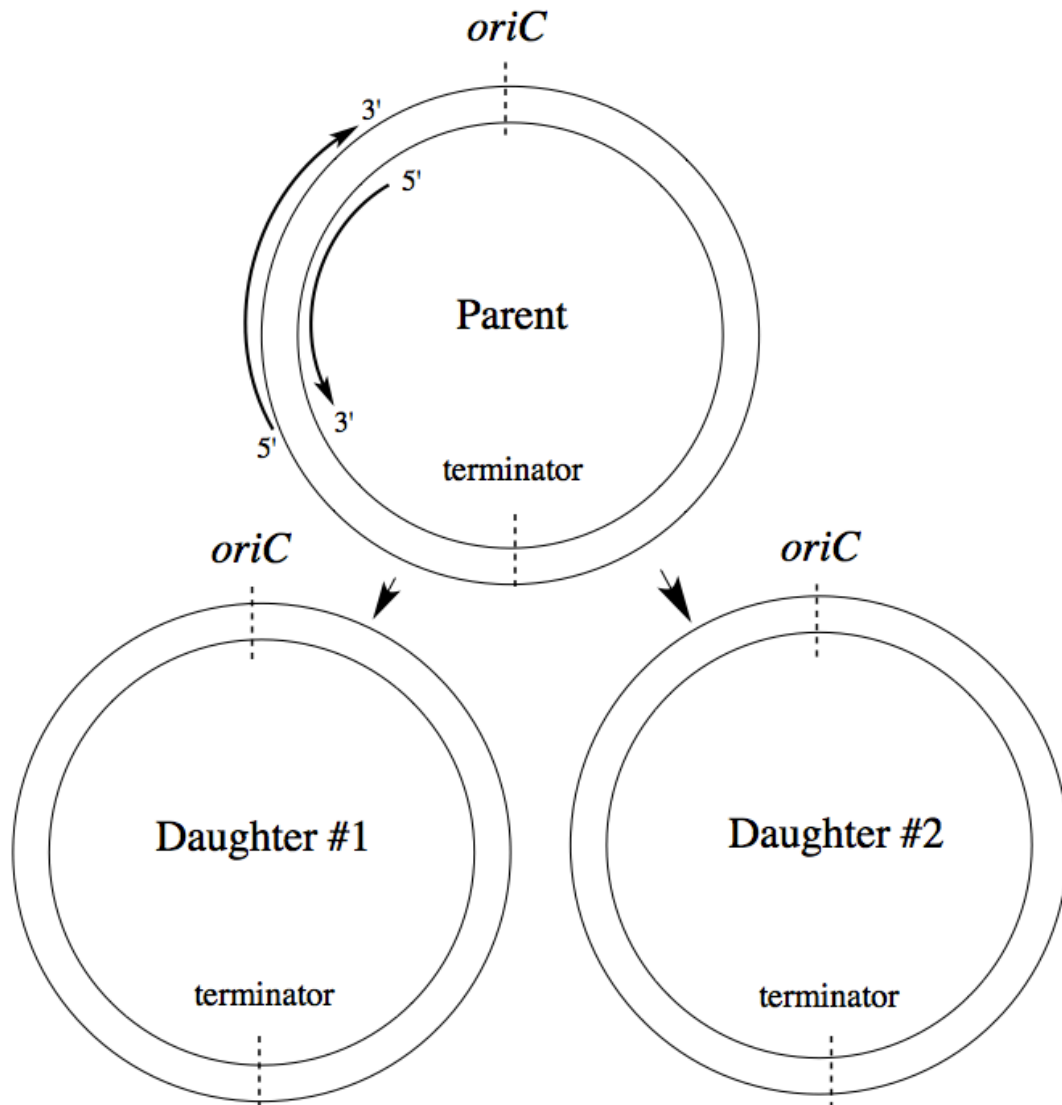 oriC
3'
5'
Parent
3'
5'
terminator
oriC
oriC
Daughter #1
Daughter #2
terminator
terminator